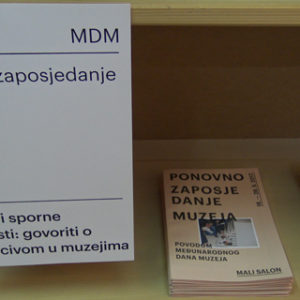 MDM
zaposjedanje
i sporne
sti: govoriti o
civom u muzejima
PONOVNO
ZAPOSJE
DANJE
MUZEJA
POVODOM
MEĐUNARODNOG
DANA MUZEJA
MALI SALON